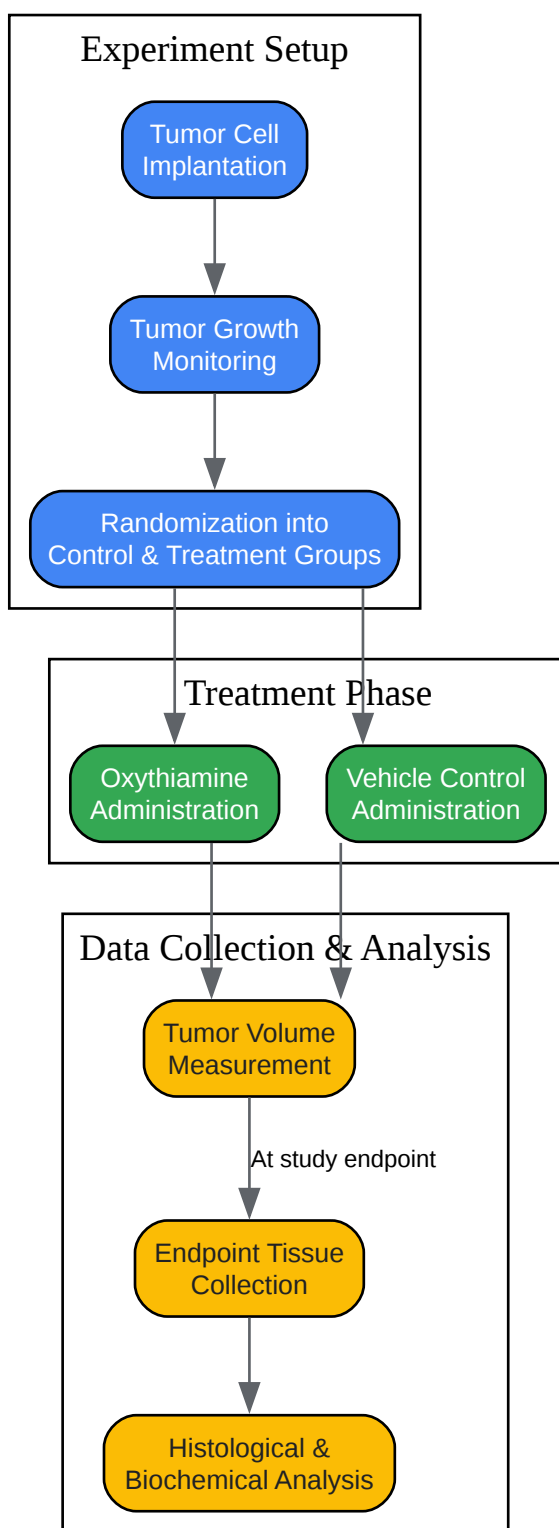 Experiment Setup
Tumor Cell
Implantation
Tumor Growth
Monitoring
Randomization into
Control & Treatment Groups
Treatment Phase
Oxythiamine
Administration
Vehicle Control
Administration
Data Collection & Analysis
Tumor Volume
Measurement
At study endpoint
Endpoint Tissue
Collection
Histological &
Biochemical Analysis